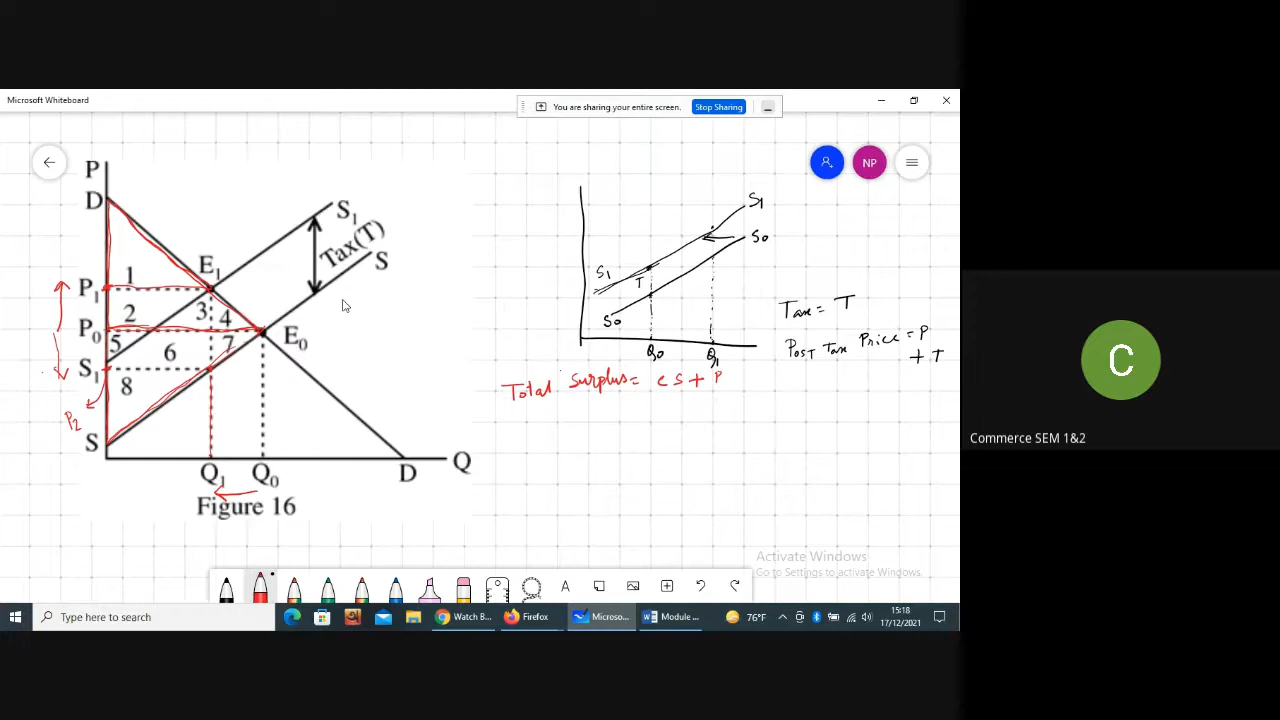 Microsoft Whiteboard
You are sharing your entire screen.
Stop Sharing
NP
P
D
S1
Tax(T)
S
E1
P1
1
2
3
4
P0
E0
5
6
7
S1
8
P2
S
Q1
Q0
D
Q
Figure 16
S1
S0
S1
T
S0
Q0
Q1
Tax = T
Post Tax Price = P
+ T
Total Surplus = CS + P
C
Commerce SEM 1&2
Activate Windows
Go to Settings to activate Windows.
A
Type here to search
Watch B...
Firefox
Microso...
Module ...
76°F
15:18
17/12/2021